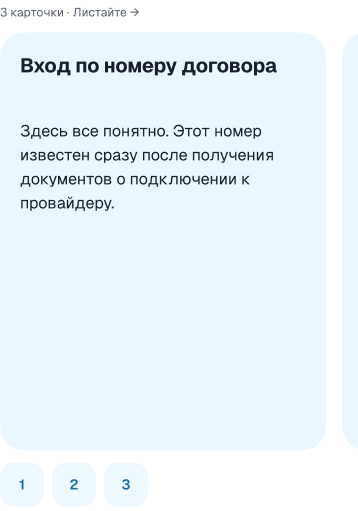 3 карточки · Листайте →
Вход по номеру договора
Здесь все понятно. Этот номер
известен сразу после получения
документов о подключении к
провайдеру.
1 2 3